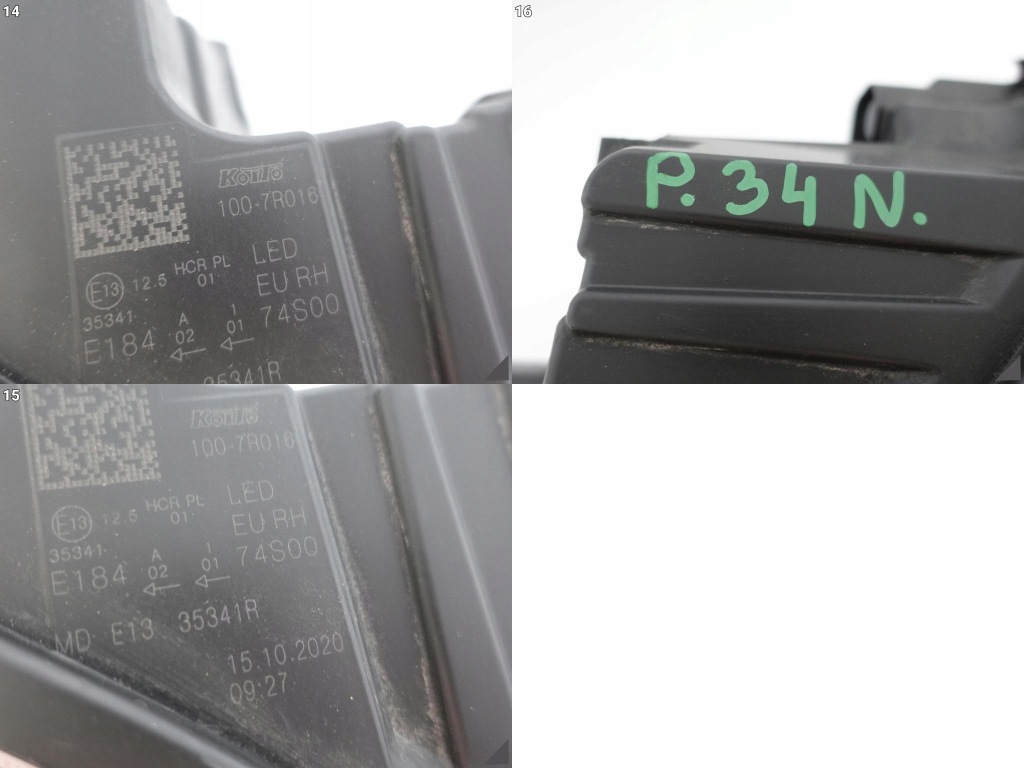 14
KOITO
100-7R016
LED
EU RH
74S00
E13 12.5 HCR PL
01
35341
A 1
E184 02 01
35341R
16
P. 34 N.
15
KOITO
100-7R016
LED
EU RH
74S00
E13 12.5 HCR PL
01
35341
A 1
E184 02 01
MD E13 35341R
15.10.2020
09:27